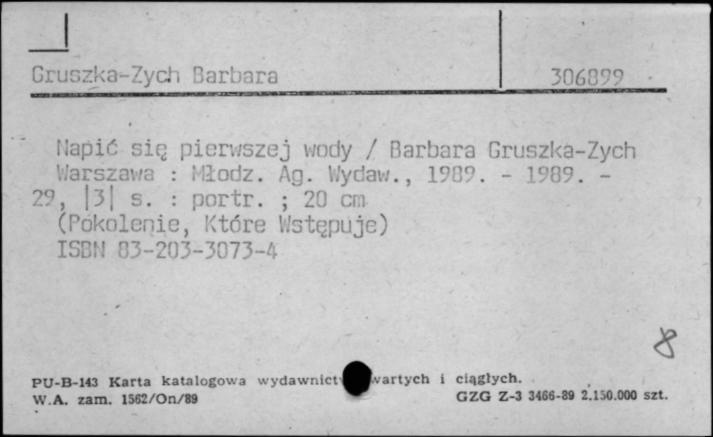 Gruszka-Zych Barbara 306899
Napić się pierwszej wody / Barbara Gruszka-Zych
Warszawa : Młodz. Ag. Wydaw., 1989. - 1989. -
29, |3| s. : portr. ; 20 cm
(Pokolenie, Które Wstępuje)
ISBN 83-203-3073-4
8
PU-B-143 Karta katalogowa wydawnict wartych i ciągłych.
W.A. zam. 1562/On/89 GZG Z-3 3466-89 2.150.000 szt.